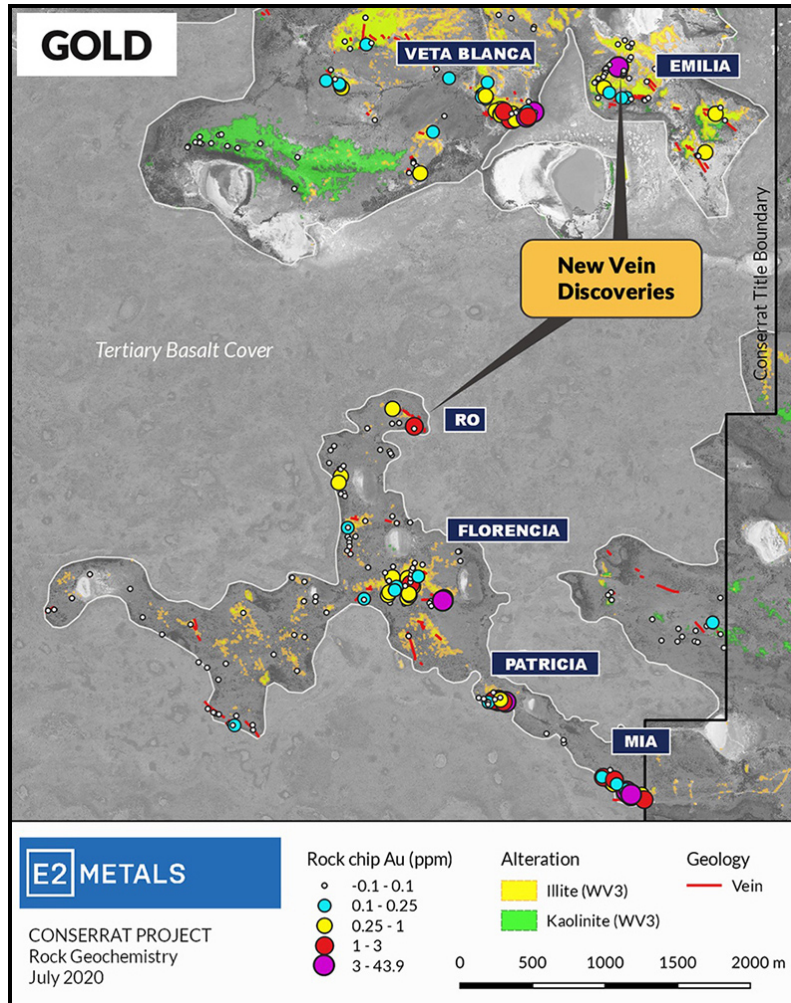 GOLD
VETA BLANCA
EMILIA
New Vein
Discoveries
Conserrat Title Boundary
Tertiary Basalt Cover
RO
FLORENCIA
PATRICIA
MIA
E2 METALS
CONSERRAT PROJECT
Rock Geochemistry
July 2020
Rock chip Au (ppm)
-0.1 - 0.1
0.1 - 0.25
0.25 - 1
1 - 3
3 - 43.9
Alteration
Illite (WV3)
Kaolinite (WV3)
Geology
Vein
0 500 1000 1500 2000 m